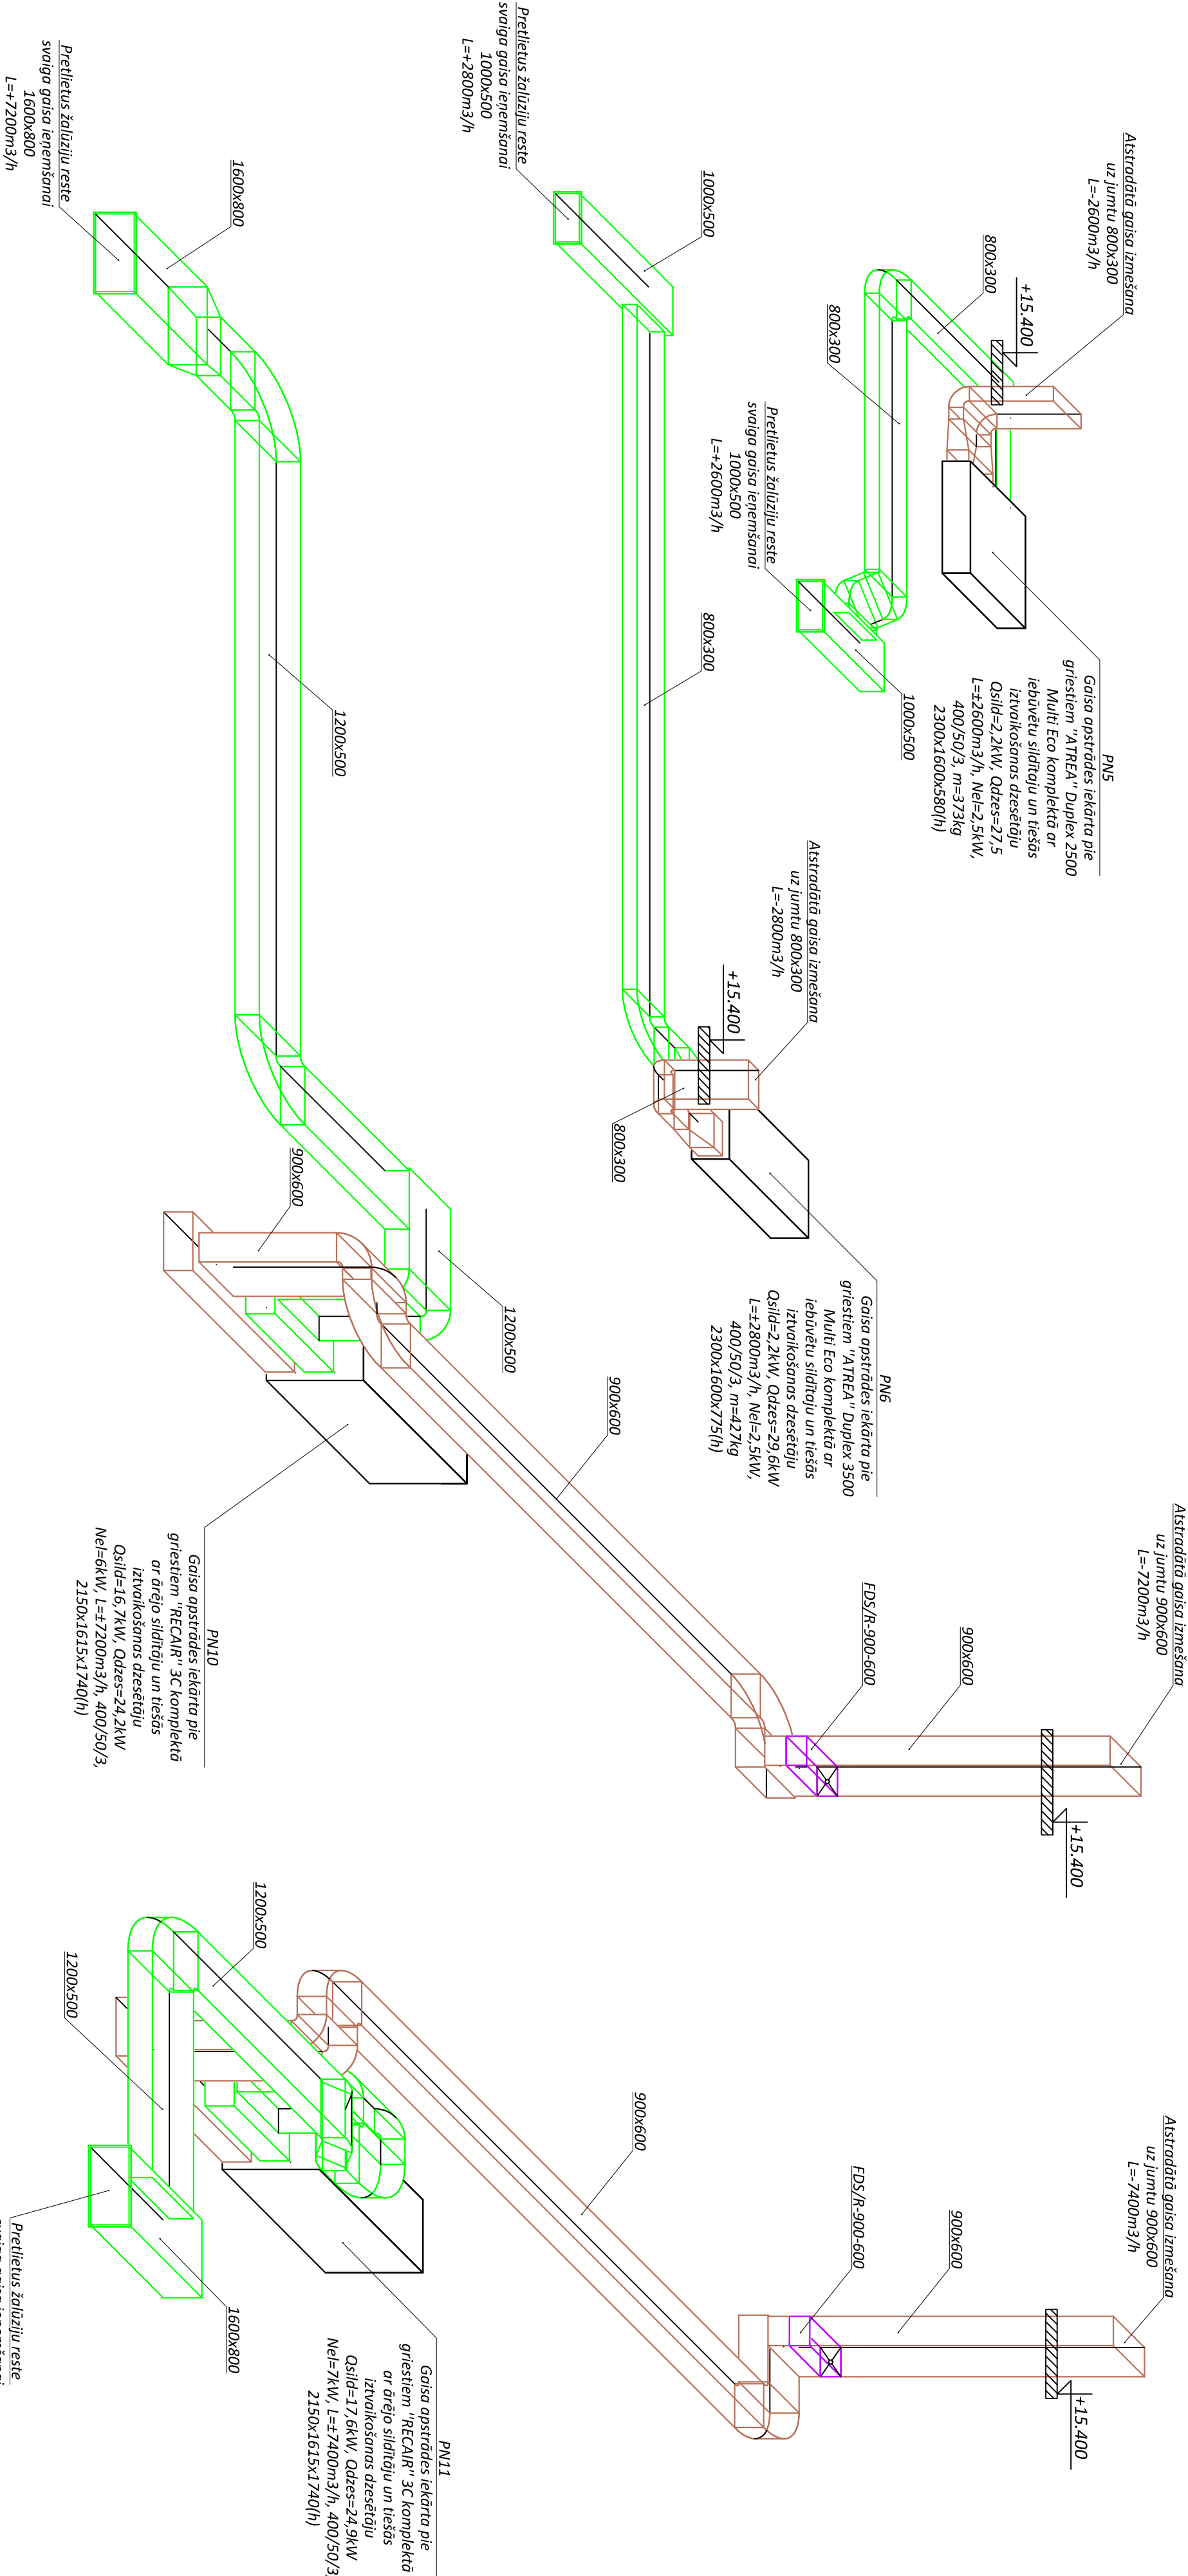 Atstradātā gaisa izmešana
uz jumtu 800x300
L=-2600m3/h
800x300
+15.400
800x300
Pretlietus žalūziju reste
svaiga gaisa ieņemšanai
1000x500
L=+2600m3/h
1000x500
PN5
Gaisa apstrādes iekārta pie
griestiem "ATREA" Duplex 2500
Multi Eco komplektā ar
iebūvētu sildītaju un tiešās
iztvaikošanas dzesētāju
Qsild=2,2kW, Qdzes=27,5
L=±2600m3/h, Nel=2,5kW,
400/50/3, m=373kg
2300x1600x580(h)
Pretlietus žalūziju reste
svaiga gaisa ieņemšanai
1000x500
L=+2800m3/h
1000x500
800x300
Atstradātā gaisa izmešana
uz jumtu 800x300
L=-2800m3/h
+15.400
800x300
PN6
Gaisa apstrādes iekārta pie
griestiem "ATREA" Duplex 3500
Multi Eco komplektā ar
iebūvētu sildītaju un tiešās
iztvaikošanas dzesētāju
Qsild=2,2kW, Qdzes=29,6kW
L=±2800m3/h, Nel=2,5kW,
400/50/3, m=427kg
2300x1600x775(h)
Pretlietus žalūziju reste
svaiga gaisa ieņemšanai
1600x800
L=+7200m3/h
1600x800
1200x500
900x600
1200x500
900x600
PN10
Gaisa apstrādes iekārta pie
griestiem "RECAIR" 3C komplektā
ar ārējo sildītāju un tiešās
iztvaikošanas dzesētāju
Qsild=16,7kW, Qdzes=24,2kW
Nel=6kW, L=±7200m3/h, 400/50/3,
2150x1615x1740(h)
Atstradātā gaisa izmešana
uz jumtu 900x600
L=-7200m3/h
FDS/R-900-600
900x600
+15.400
1200x500
1200x500
900x600
Atstradātā gaisa izmešana
uz jumtu 900x600
L=-7400m3/h
FDS/R-900-600
900x600
+15.400
1600x800
Pretlietus žalūziju reste
PN11
Gaisa apstrādes iekārta pie
griestiem "RECAIR" 3C komplektā
ar ārējo sildītāju un tiešās
iztvaikošanas dzesētāju
Qsild=17,6kW, Qdzes=24,9kW
Nel=7kW, L=±7400m3/h, 400/50/3
2150x1615x1740(h)